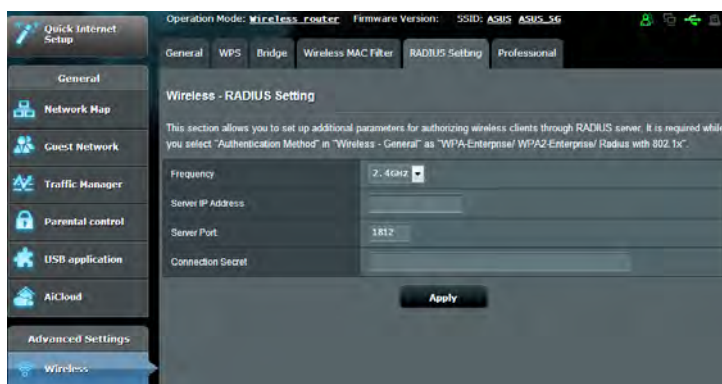 Operation Mode: Wireless router Firmware Version: SSID: ASUS ASUS_5G
Quick Internet
Setup
General WPS Bridge Wireless MAC Filter RADIUS Setting Professional
General
Network Map
Guest Network
Traffic Manager
Parental control
USB application
AiCloud
Advanced Settings
Wireless
Wireless - RADIUS Setting
This section allows you to set up additional parameters for authorizing wireless clients through RADIUS server. It is required while
you select "Authentication Method" in "Wireless - General" as "WPA-Enterprise/ WPA2-Enterprise/ Radius with 802.1x".
Frequency 2.4GHz
Server IP Address
Server Port 1812
Connection Secret
Apply